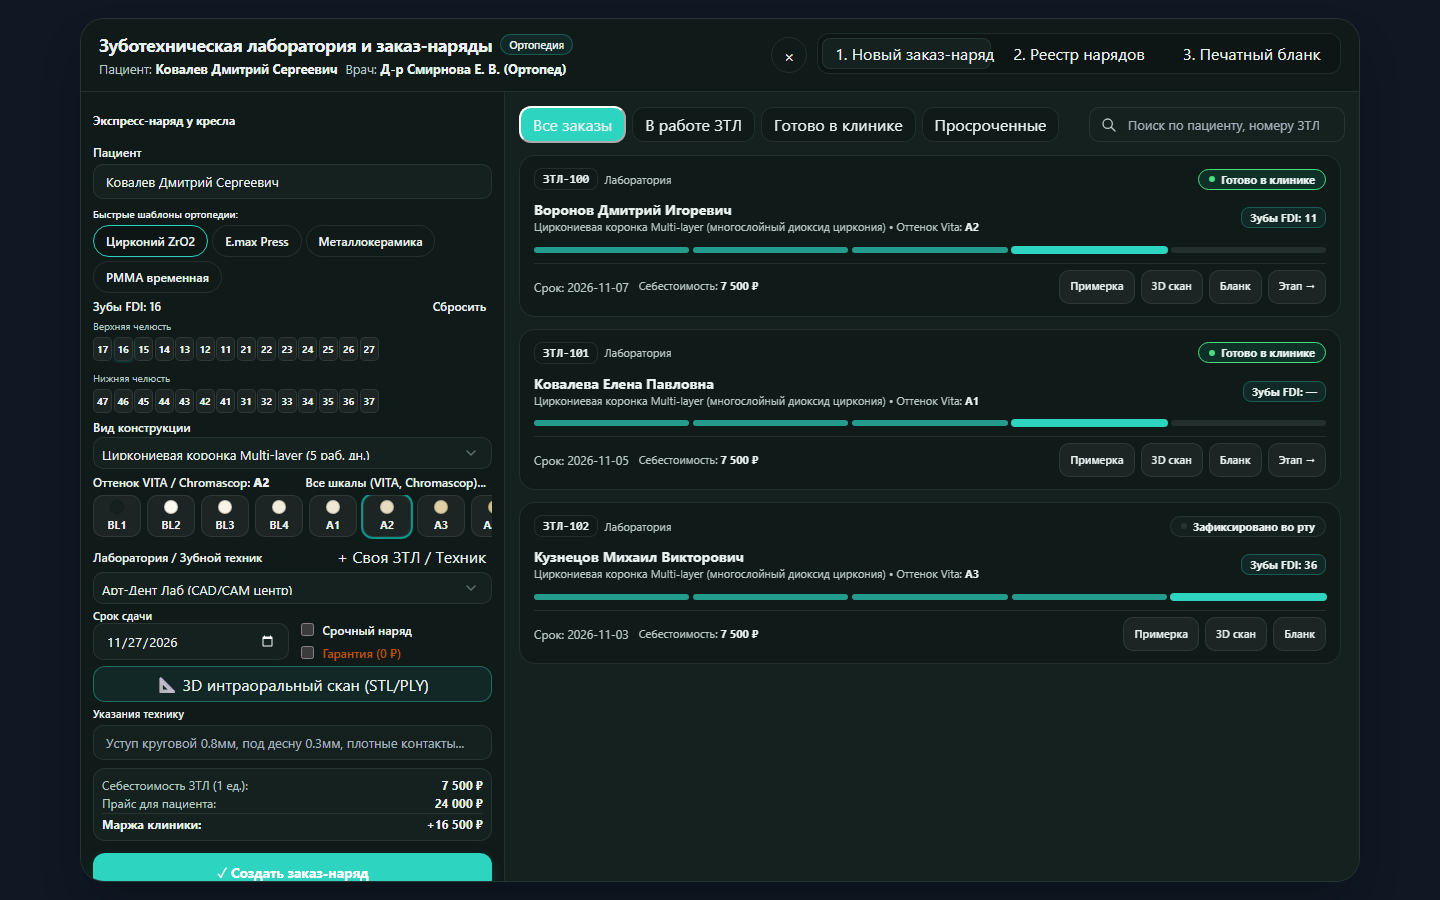 Зуботехническая лаборатория и заказ-наряды Ортопедия
Пациент: Ковалев Дмитрий Сергеевич Врач: Д-р Смирнова Е. В. (Ортопед)
× 1. Новый заказ-наряд 2. Реестр нарядов 3. Печатный бланк
Экспресс-наряд у кресла
Пациент
Ковалев Дмитрий Сергеевич
Быстрые шаблоны ортопедии:
Цирконий ZrO2 E.max Press Металлокерамика
PMMA временная
Зубы FDI: 16 Сбросить
Верхняя челюсть
17 16 15 14 13 12 11 21 22 23 24 25 26 27
Нижняя челюсть
47 46 45 44 43 42 41 31 32 33 34 35 36 37
Вид конструкции
Циркониевая коронка Multi-layer (5 раб. дн.)
Оттенок VITA / Chromascop: A2 Все шкалы (VITA, Chromascop)...
BL1 BL2 BL3 BL4 A1 A2 A3
Лаборатория / Зубной техник + Своя ЗТЛ / Техник
Арт-Дент Лаб (CAD/CAM центр)
Срок сдачи
11/27/2026
Срочный наряд
Гарантия (0 ₽)
3D интраоральный скан (STL/PLY)
Указания технику
Уступ круговой 0.8мм, под десну 0.3мм, плотные контакты...
Себестоимость ЗТЛ (1 ед.): 7 500 ₽
Прайс для пациента: 24 000 ₽
Маржа клиники: +16 500 ₽
✓ Создать заказ-наряд
Все заказы В работе ЗТЛ Готово в клинике Просроченные Поиск по пациенту, номеру ЗТЛ
ЗТЛ-100 Лаборатория Готово в клинике
Воронов Дмитрий Игоревич
Циркониевая коронка Multi-layer (многослойный диоксид циркония) • Оттенок Vita: A2
Зубы FDI: 11
Срок: 2026-11-07 Себестоимость: 7 500 ₽ Примерка 3D скан Бланк Этап →
ЗТЛ-101 Лаборатория Готово в клинике
Ковалева Елена Павловна
Циркониевая коронка Multi-layer (многослойный диоксид циркония) • Оттенок Vita: A1
Зубы FDI: —
Срок: 2026-11-05 Себестоимость: 7 500 ₽ Примерка 3D скан Бланк Этап →
ЗТЛ-102 Лаборатория Зафиксировано во рту
Кузнецов Михаил Викторович
Циркониевая коронка Multi-layer (многослойный диоксид циркония) • Оттенок Vita: A3
Зубы FDI: 36
Срок: 2026-11-03 Себестоимость: 7 500 ₽ Примерка 3D скан Бланк